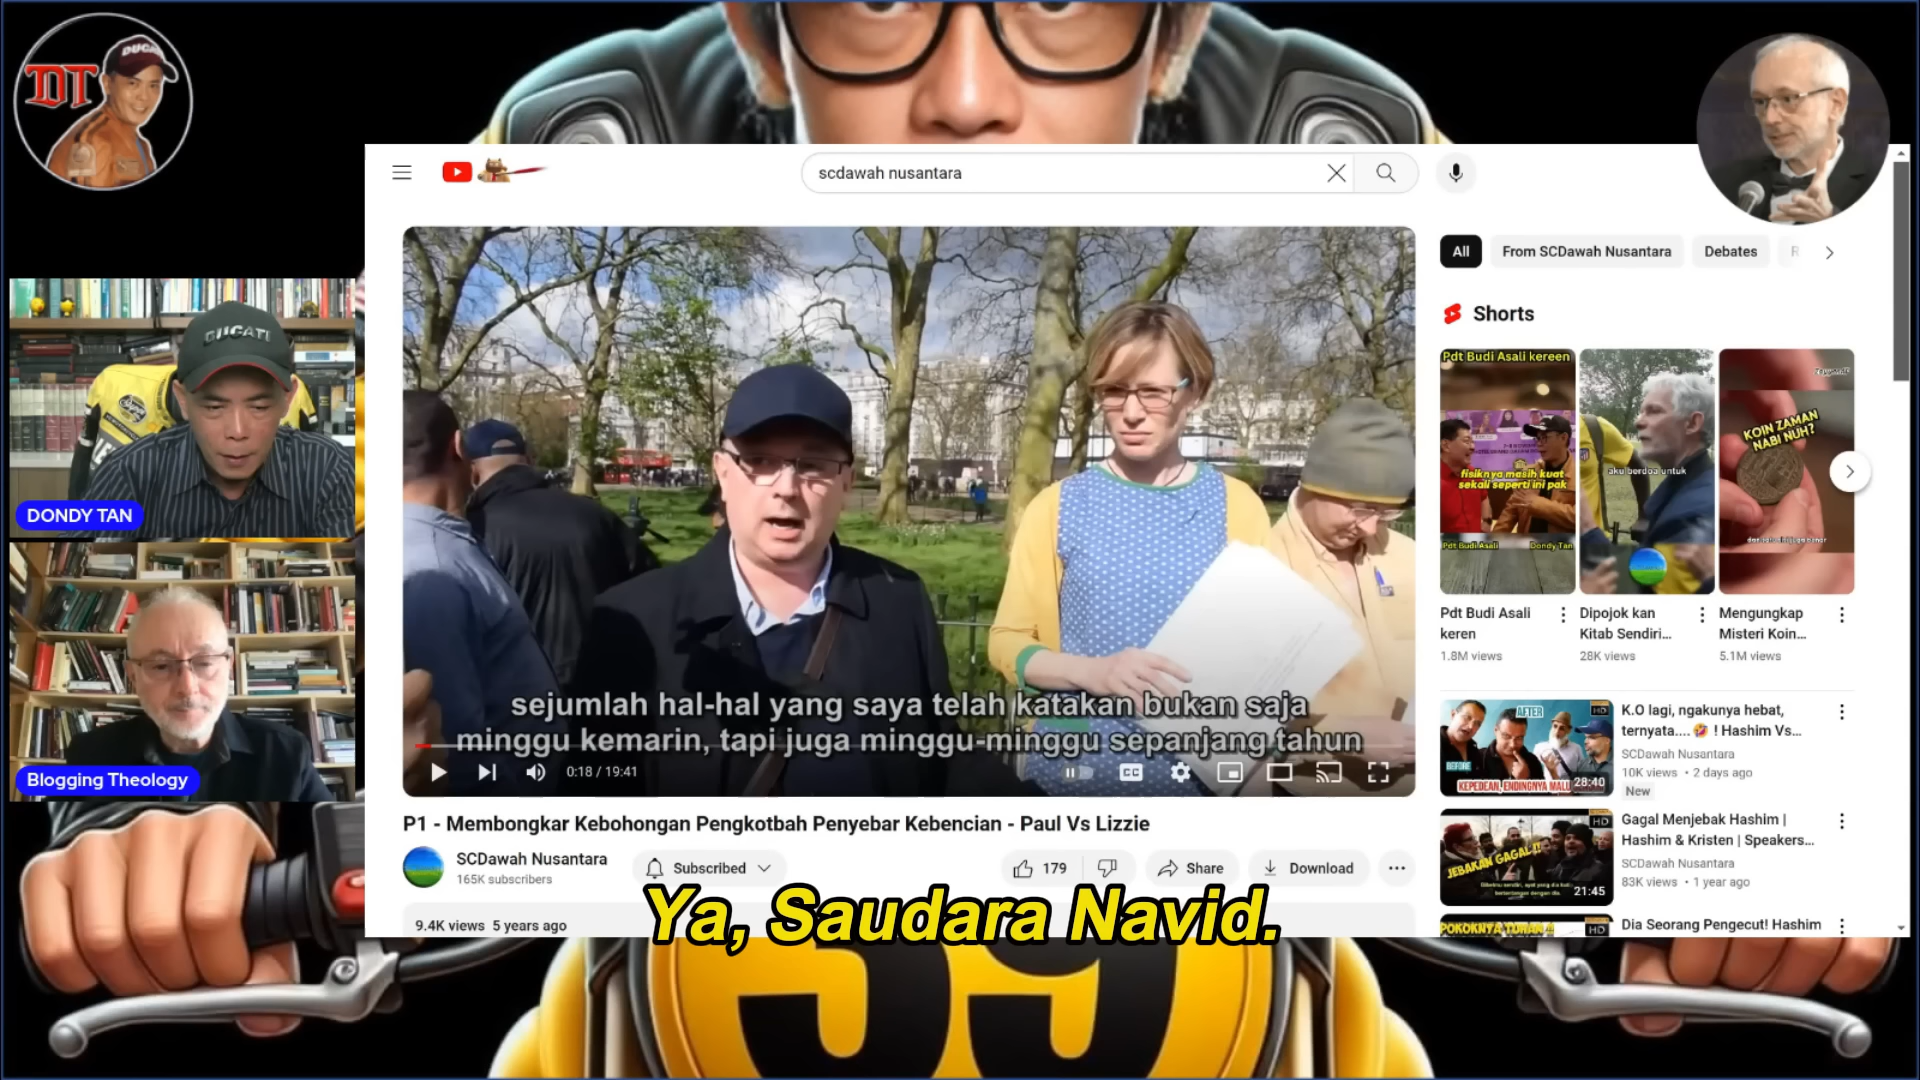 DT
DUCATI
scdawah nusantara
All
From SCDawah Nusantara
Debates
R
Shorts
DUCATI
DONDY TAN
Blogging Theology
sejumlah hal-hal yang saya telah katakan bukan saja
minggu kemarin, tapi juga minggu-minggu sepanjang tahun
0:18 / 19:41
CC
P1 - Membongkar Kebohongan Pengkotbah Penyebar Kebencian - Paul Vs Lizzie
SCDawah Nusantara
165K subscribers
Subscribed
179
Share
Download
9.4K views 5 years ago
Ya, Saudara Navid.
59
Pdt Budi Asali kereen
fisiknya masih kuat
sekali seperti ini pak
Pdt Budi Asali
Dondy Tan
aku berdoa untuk
KOIN ZAMAN
NABI NUH?
Pdt Budi Asali
keren
1.8M views
Dipojok kan
Kitab Sendiri...
28K views
Mengungkap
Misteri Koin...
5.1M views
AFTER
HD
BEFORE
KEPEDEAN, ENDINGNYA MALU
28:40
K.O lagi, ngakunya hebat,
ternyata.... 🤣 ! Hashim Vs...
SCDawah Nusantara
10K views • 2 days ago
New
HD
JEBAKAN GAGAL!!
21:45
Gagal Menjebak Hashim |
Hashim & Kristen | Speakers...
SCDawah Nusantara
83K views • 1 year ago
POKOKNYA TUHAN!!
HD
Dia Seorang Pengecut! Hashim